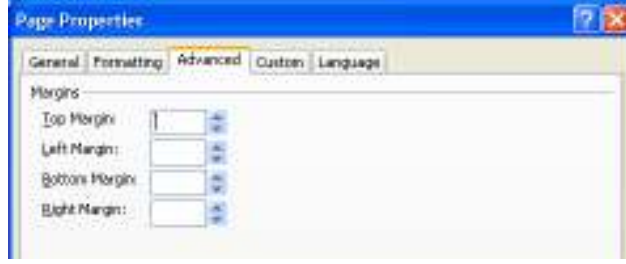 Page Properties
General Formatting Advanced Custom Language
Margins
Top Margin:
Left Margin:
Bottom Margin:
Right Margin: